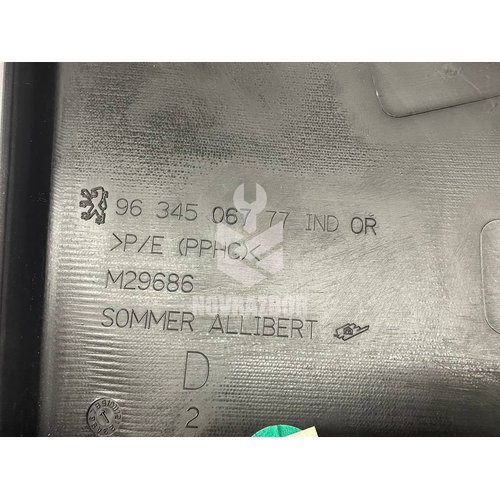 96 345 067 77 IND OR
>P/E (PPHC)<
M29686
SOMMER ALLIBERT
D
2